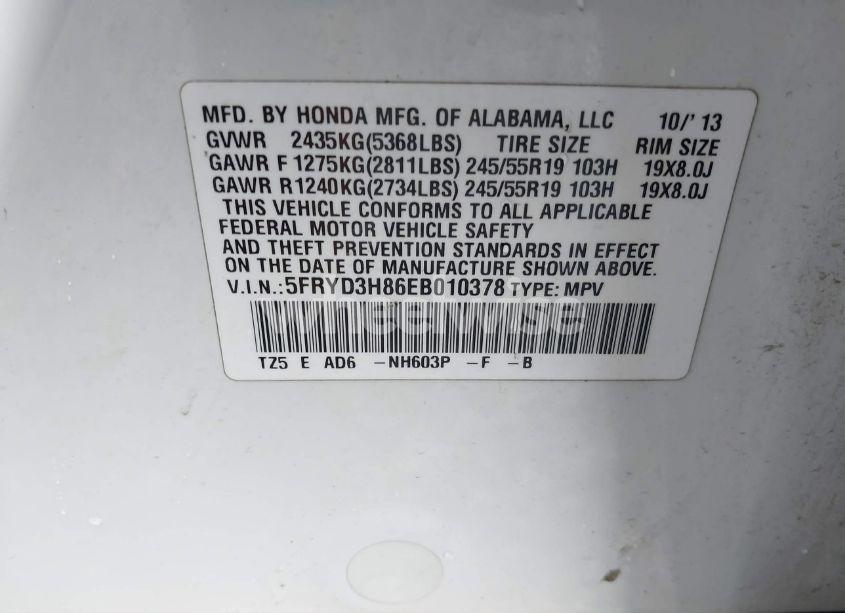 MFD. BY HONDA MFG. OF ALABAMA, LLC 10/' 13
GVWR 2435KG(5368LBS) TIRE SIZE RIM SIZE
GAWR F 1275KG(2811LBS) 245/55R19 103H 19X8.0J
GAWR R1240KG(2734LBS) 245/55R19 103H 19X8.0J
THIS VEHICLE CONFORMS TO ALL APPLICABLE
FEDERAL MOTOR VEHICLE SAFETY
AND THEFT PREVENTION STANDARDS IN EFFECT
ON THE DATE OF MANUFACTURE SHOWN ABOVE.
V.I.N.:5FRYD3H86EB010378 TYPE: MPV
wheelwise
TZ5 E AD6 -NH603P -F -B